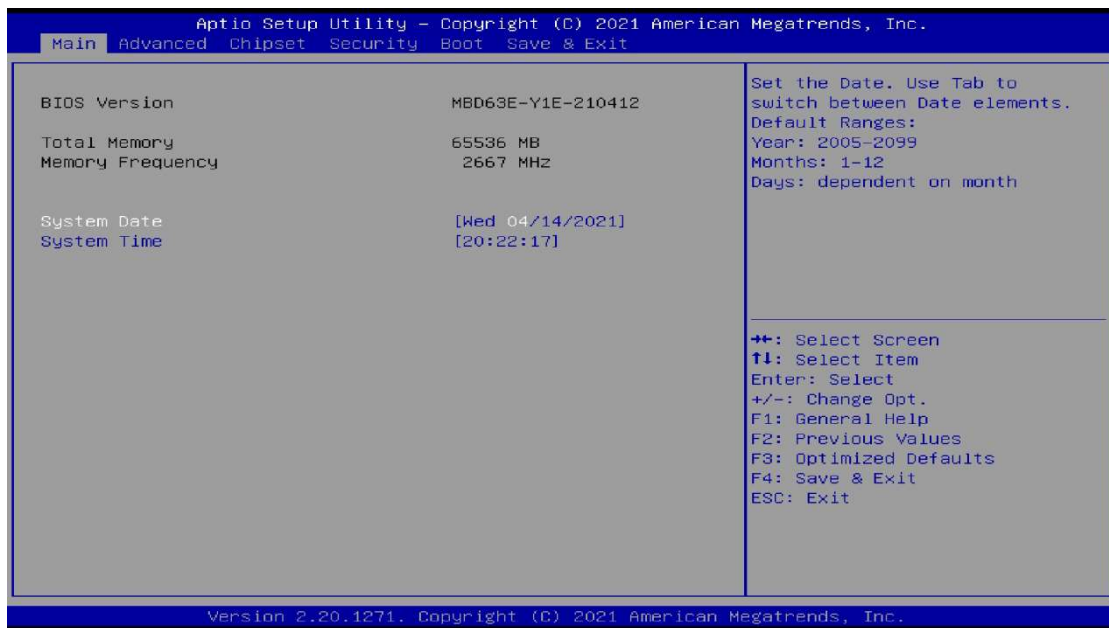 Aptio Setup Utility – Copyright (C) 2021 American Megatrends, Inc.
Main Advanced Chipset Security Boot Save & Exit
BIOS Version MBD63E-Y1E-210412
Total Memory 65536 MB
Memory Frequency 2667 MHz
System Date [Wed 04/14/2021]
System Time [20:22:17]
Set the Date. Use Tab to
switch between Date elements.
Default Ranges:
Year: 2005-2099
Months: 1-12
Days: dependent on month
→←: Select Screen
↑↓: Select Item
Enter: Select
+/-: Change Opt.
F1: General Help
F2: Previous Values
F3: Optimized Defaults
F4: Save & Exit
ESC: Exit
Version 2.20.1271. Copyright (C) 2021 American Megatrends, Inc.